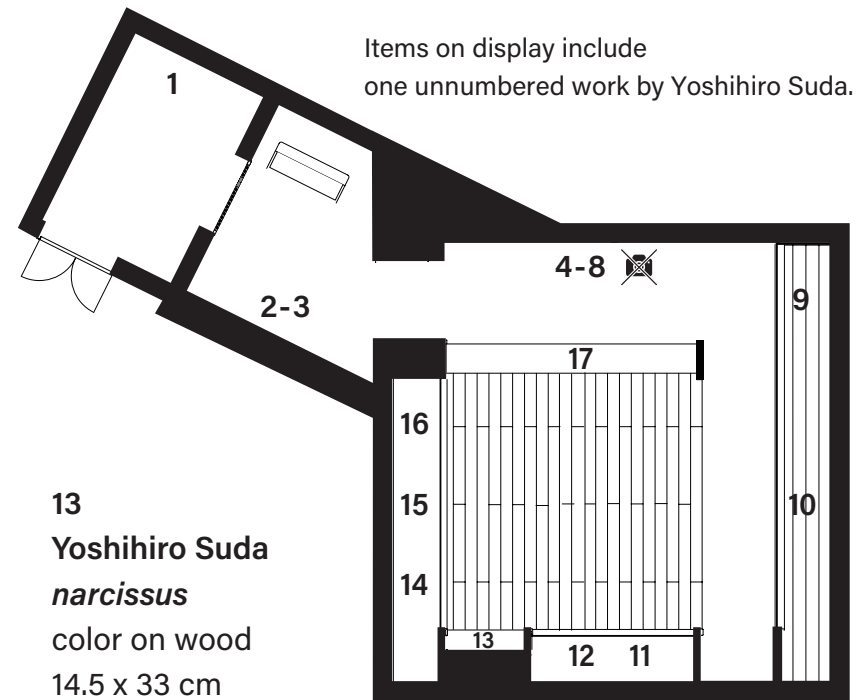 Items on display include
one unnumbered work by Yoshihiro Suda.
1
2-3
4-8
9
17
16
15
10
14
13
12 11
13
Yoshihiro Suda
narcissus
color on wood
14.5 x 33 cm